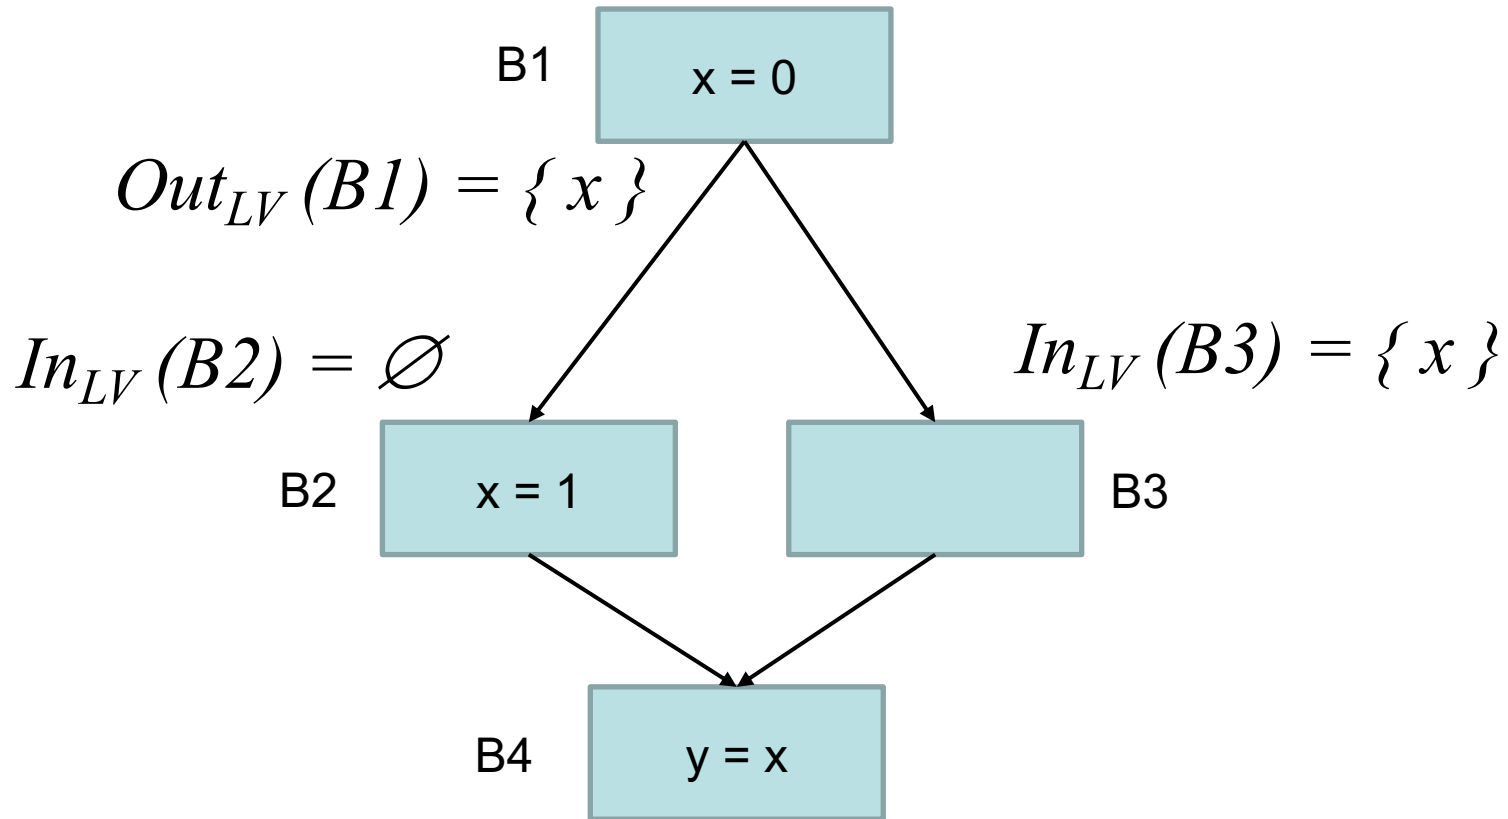 B1
x = 0
Out_LV (B1) = { x }
In_LV (B2) = ∅
In_LV (B3) = { x }
B2
x = 1
B3
B4
y = x